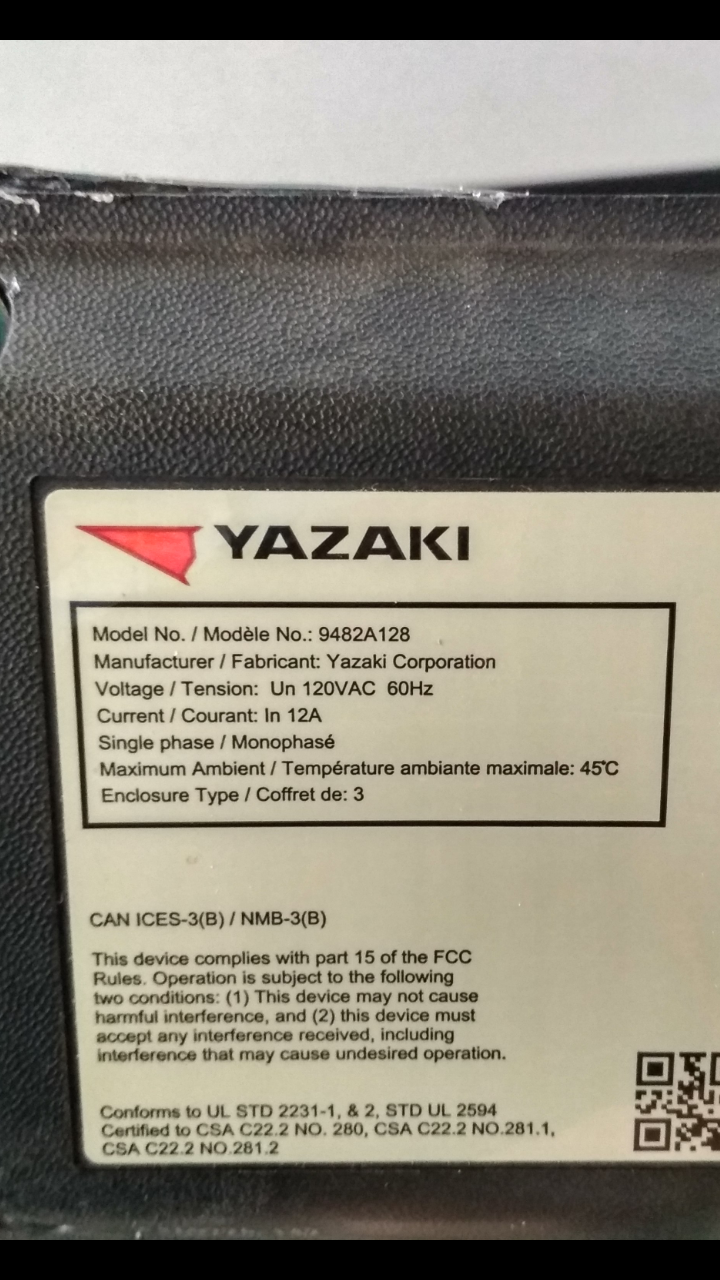 YAZAKI
Model No. / Modèle No.: 9482A128
Manufacturer / Fabricant: Yazaki Corporation
Voltage / Tension: Un 120VAC 60Hz
Current / Courant: In 12A
Single phase / Monophasé
Maximum Ambient / Température ambiante maximale: 45℃
Enclosure Type / Coffret de: 3
CAN ICES-3(B) / NMB-3(B)
This device complies with part 15 of the FCC
Rules. Operation is subject to the following
two conditions: (1) This device may not cause
harmful interference, and (2) this device must
accept any interference received, including
interference that may cause undesired operation.
Conforms to UL STD 2231-1, & 2, STD UL 2594
Certified to CSA C22.2 NO. 280, CSA C22.2 NO.281.1,
CSA C22.2 NO.281.2